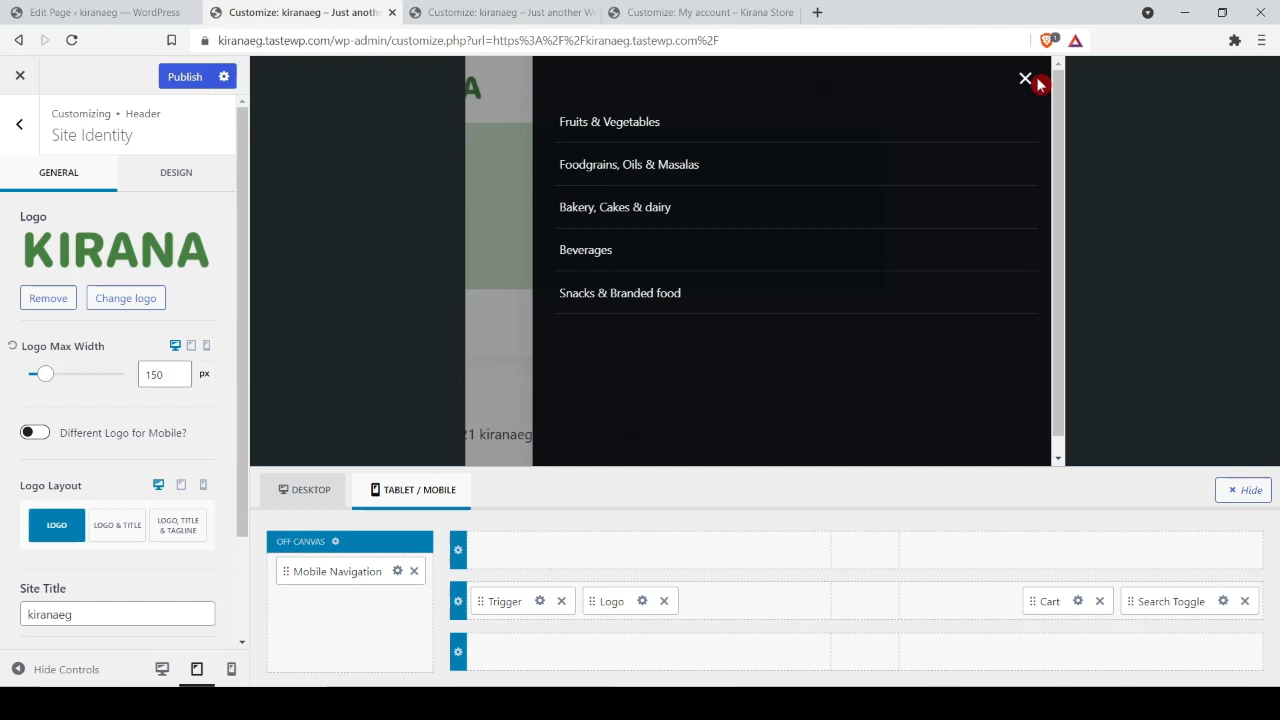 Edit Page ‹ kiranaeg — WordPress
Customize: kiranaeg – Just anoth
Customize: kiranaeg – Just another W
Customize: My account – Kirana Store
kiranaeg.tastewp.com/wp-admin/customize.php?url=https%3A%2F%2Fkiranaeg.tastewp.com%2F
1
Publish
Customizing ▸ Header
Site Identity
GENERAL
DESIGN
Logo
KIRANA
Remove
Change logo
Logo Max Width
150
px
Different Logo for Mobile?
Logo Layout
LOGO
LOGO & TITLE
LOGO, TITLE
& TAGLINE
Site Title
kiranaeg
Hide Controls
A
Fruits & Vegetables
Foodgrains, Oils & Masalas
Bakery, Cakes & dairy
Beverages
Snacks & Branded food
21 kiranaeg
DESKTOP
TABLET / MOBILE
Hide
OFF CANVAS
Mobile Navigation
Trigger
Logo
Cart
Search Toggle